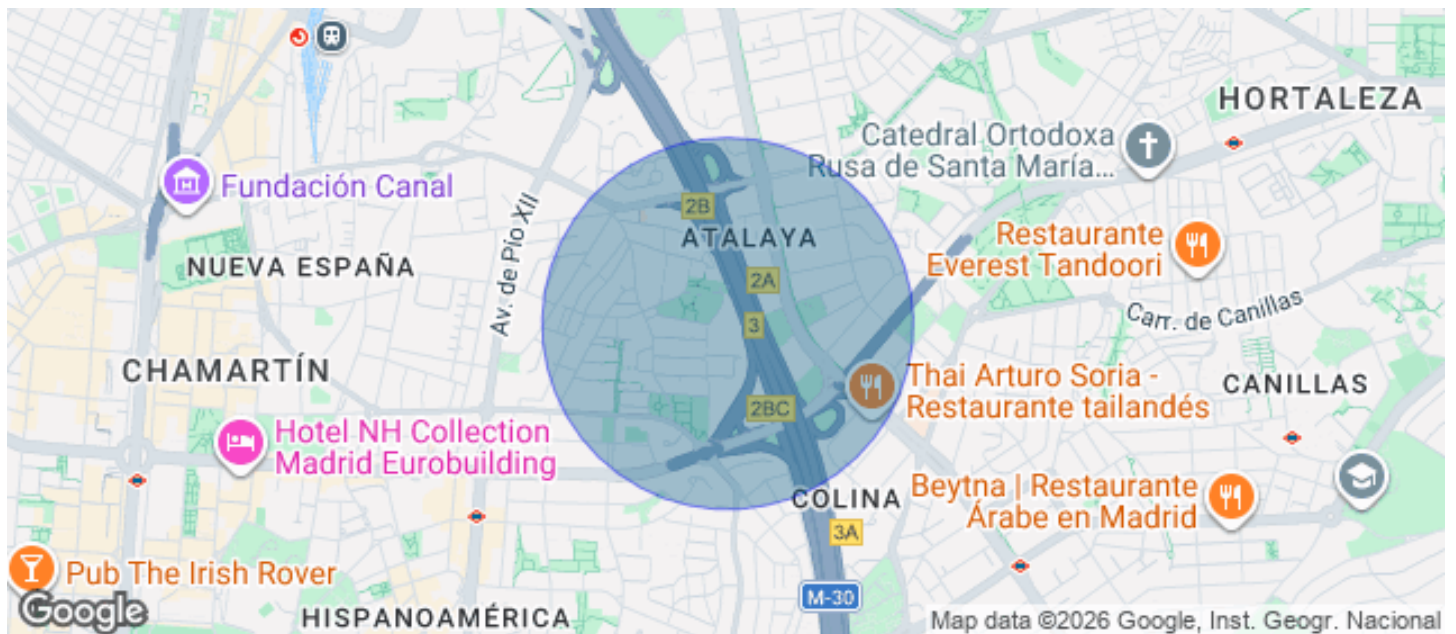 HORTALEZA
Catedral Ortodoxa
Rusa de Santa María...
Fundación Canal
2B
ATALAYA
Av. de Pío XII
Restaurante
Everest Tandoori
NUEVA ESPAÑA
2A
Carr. de Canillas
3
CHAMARTÍN
Thai Arturo Soria -
Restaurante tailandés
CANILLAS
2BC
Hotel NH Collection
Madrid Eurobuilding
COLINA
Beytna | Restaurante
Árabe en Madrid
3A
Pub The Irish Rover
M-30
Google
HISPANOAMÉRICA
Map data ©2026 Google, Inst. Geogr. Nacional